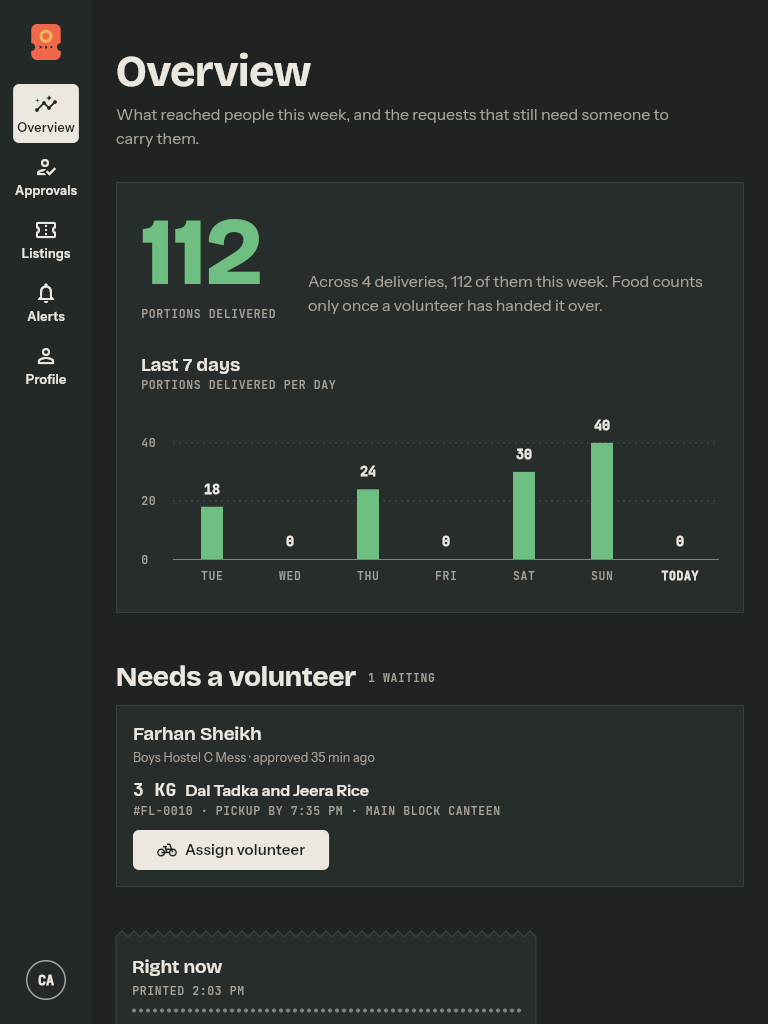 Overview
Overview
What reached people this week, and the requests that still need someone to
carry them.
Approvals
Listings
Alerts
Profile
112
PORTIONS DELIVERED
Across 4 deliveries, 112 of them this week. Food counts
only once a volunteer has handed it over.
Last 7 days
PORTIONS DELIVERED PER DAY
40
20
0
18
0
24
0
30
40
0
TUE WED THU FRI SAT SUN TODAY
Needs a volunteer 1 WAITING
Farhan Sheikh
Boys Hostel C Mess · approved 35 min ago
3 KG Dal Tadka and Jeera Rice
#FL-0010 · PICKUP BY 7:35 PM · MAIN BLOCK CANTEEN
Assign volunteer
Right now
PRINTED 2:03 PM
CA